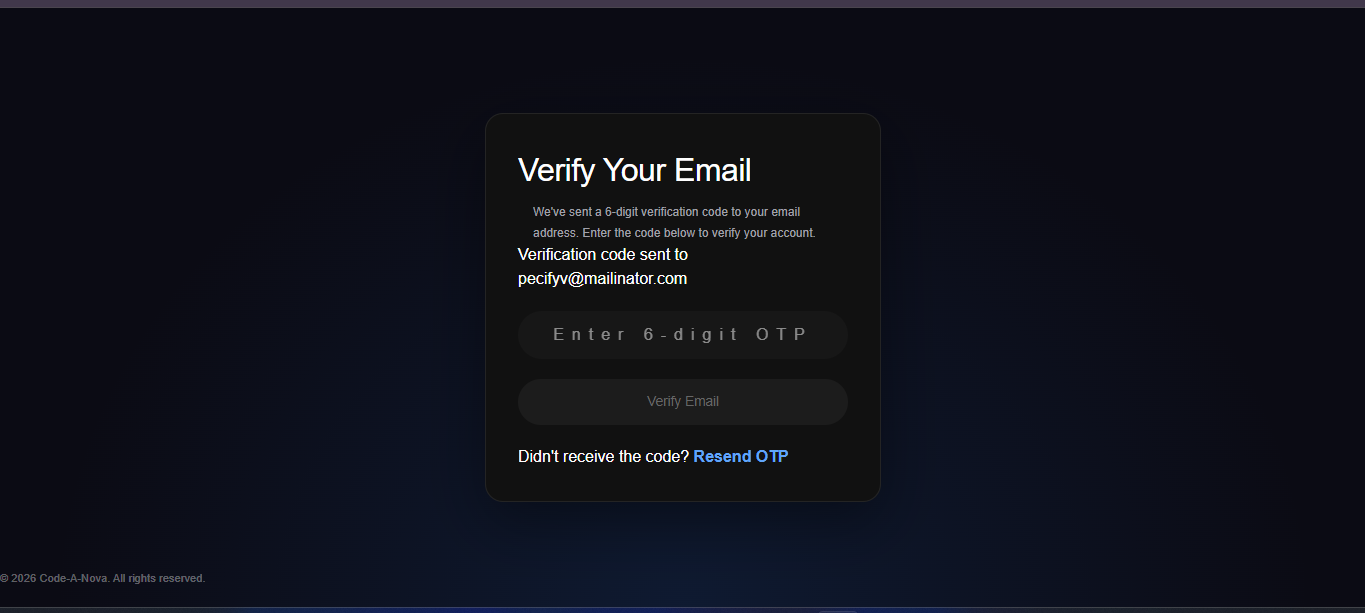 Verify Your Email
We've sent a 6-digit verification code to your email
address. Enter the code below to verify your account.
Verification code sent to
pecifyv@mailinator.com
Enter 6-digit OTP
Verify Email
Didn't receive the code? Resend OTP
© 2026 Code-A-Nova. All rights reserved.